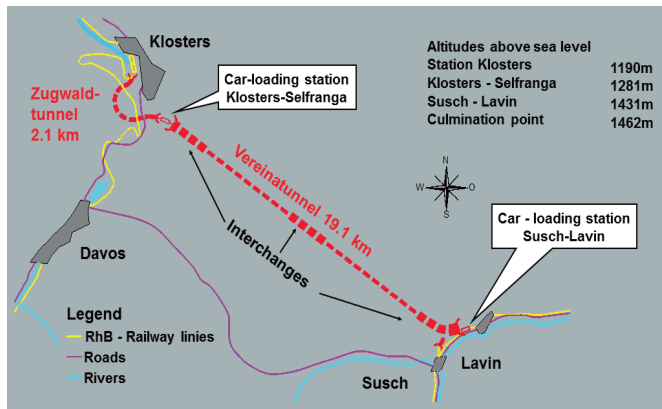 Klosters
Car-loading station
Klosters-Selfranga
Altitudes above sea level
Station Klosters 1190m
Klosters - Selfranga 1281m
Susch - Lavin 1431m
Culmination point 1462m
Zugwald-
tunnel
2.1 km
Vereinatunnel 19.1 km
N
W O
S
Interchanges
Car - loading station
Susch-Lavin
Davos
Legend
RhB - Railway linies
Roads
Rivers
Lavin
Susch